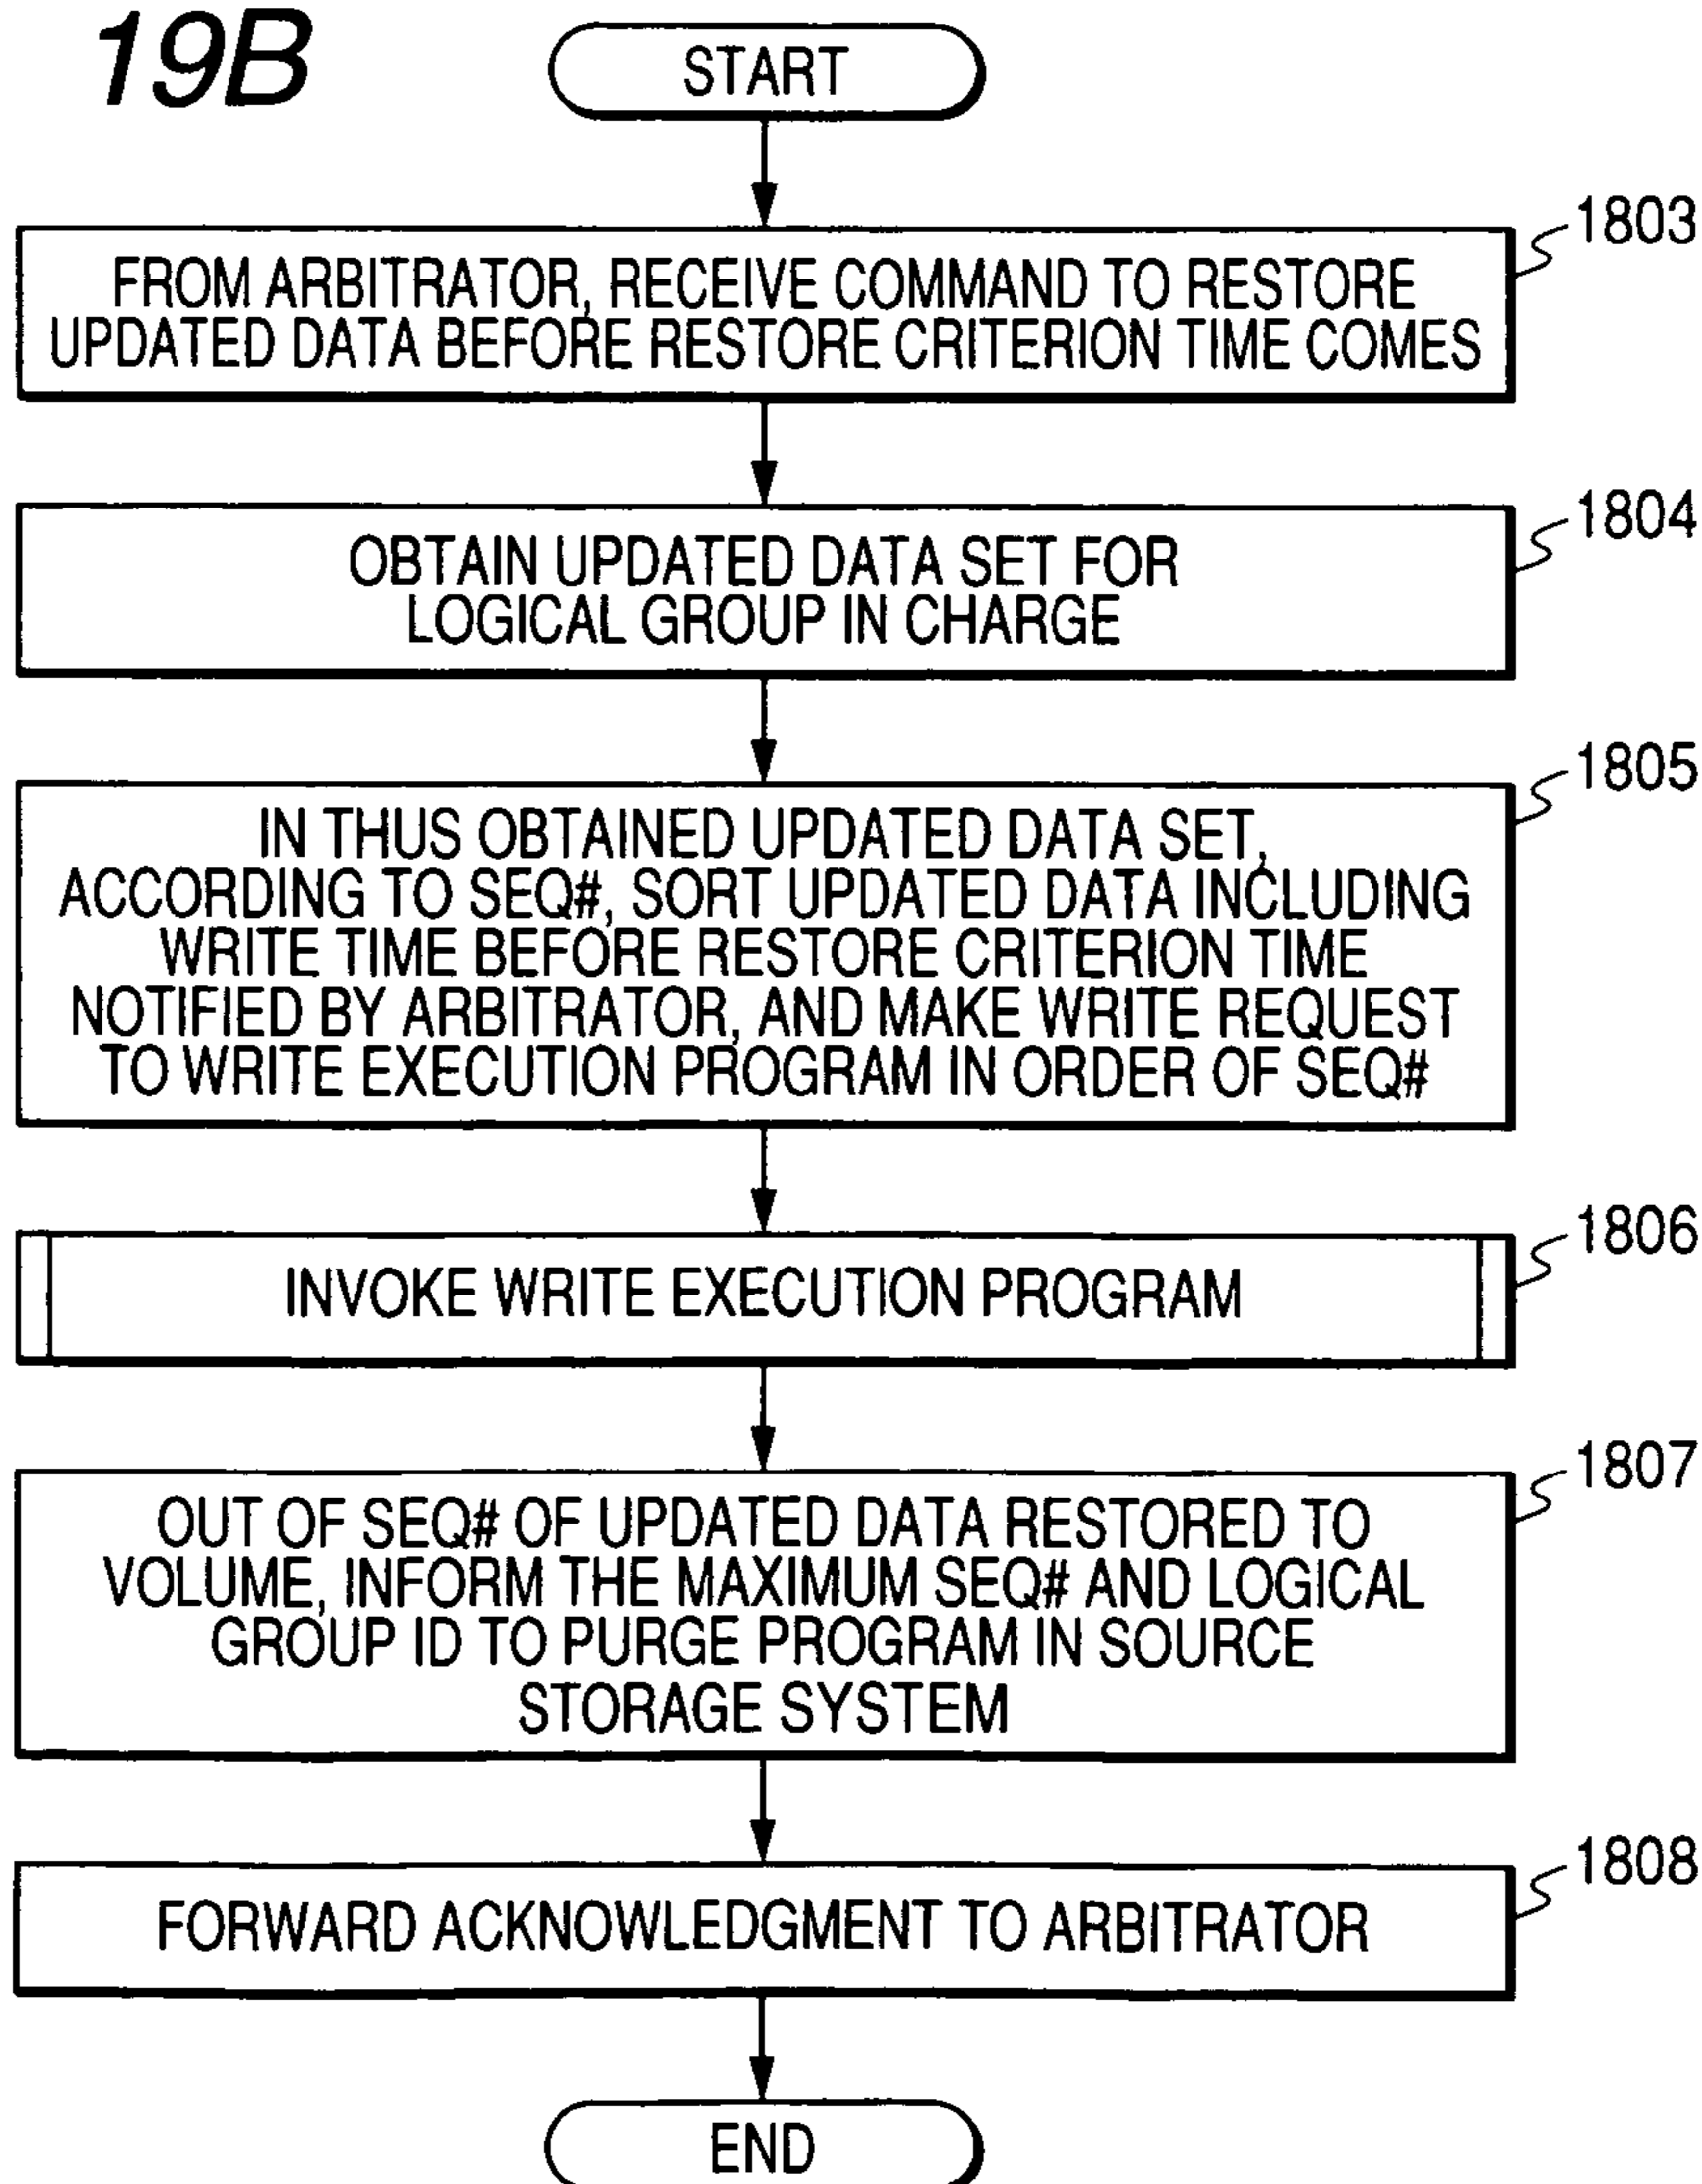 19B
START
1803
FROM ARBITRATOR, RECEIVE COMMAND TO RESTORE
UPDATED DATA BEFORE RESTORE CRITERION TIME COMES
1804
OBTAIN UPDATED DATA SET FOR
LOGICAL GROUP IN CHARGE
1805
IN THUS OBTAINED UPDATED DATA SET,
ACCORDING TO SEQ#, SORT UPDATED DATA INCLUDING
WRITE TIME BEFORE RESTORE CRITERION TIME
NOTIFIED BY ARBITRATOR, AND MAKE WRITE REQUEST
TO WRITE EXECUTION PROGRAM IN ORDER OF SEQ#
1806
INVOKE WRITE EXECUTION PROGRAM
1807
OUT OF SEQ# OF UPDATED DATA RESTORED TO
VOLUME, INFORM THE MAXIMUM SEQ# AND LOGICAL
GROUP ID TO PURGE PROGRAM IN SOURCE
STORAGE SYSTEM
1808
FORWARD ACKNOWLEDGMENT TO ARBITRATOR
END